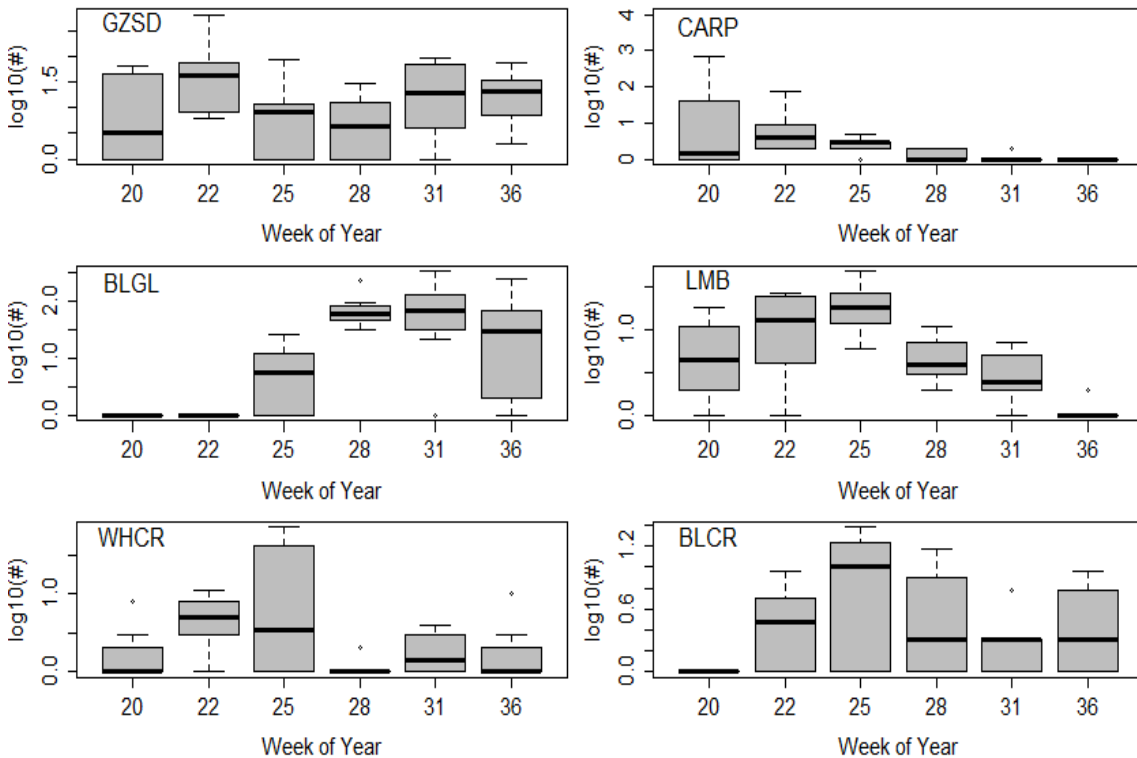 GZSD
log10(#)
1.5
0.0
20 22 25 28 31 36
Week of Year
CARP
log10(#)
4
3
2
1
0
20 22 25 28 31 36
Week of Year
BLGL
log10(#)
2.0
1.0
0.0
20 22 25 28 31 36
Week of Year
LMB
log10(#)
1.0
0.0
20 22 25 28 31 36
Week of Year
WHCR
log10(#)
1.0
0.0
20 22 25 28 31 36
Week of Year
BLCR
log10(#)
1.2
0.6
0.0
20 22 25 28 31 36
Week of Year